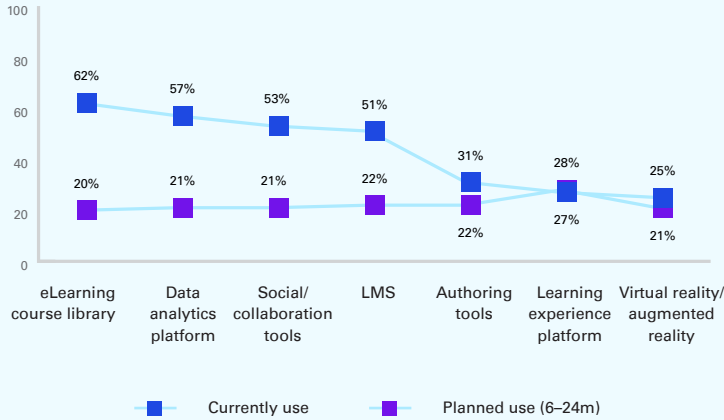 100
80
60
40
20
0
62%
57%
53%
51%
31%
28%
25%
20%
21%
21%
22%
22%
27%
21%
eLearning
course library
Data
analytics
platform
Social/
collaboration
tools
LMS
Authoring
tools
Learning
experience
platform
Virtual reality/
augmented
reality
Currently use
Planned use (6–24m)